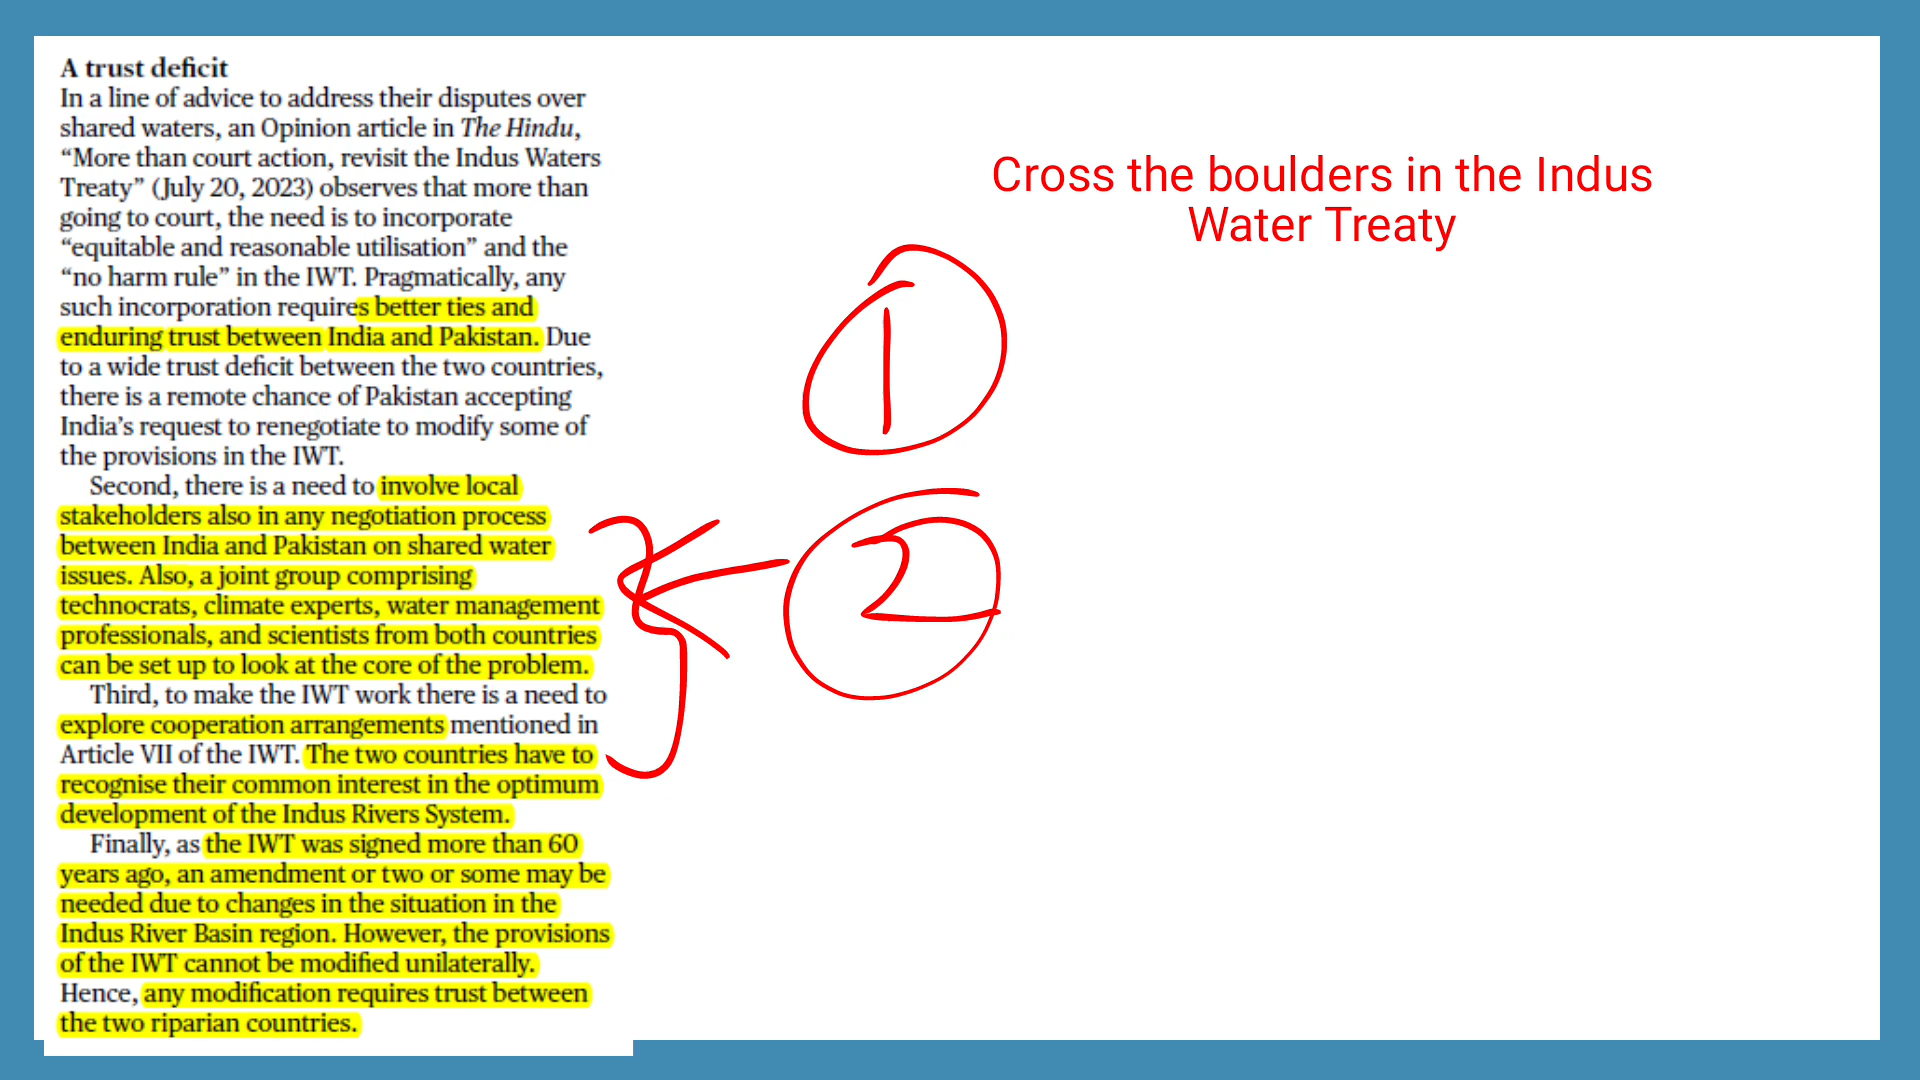 A trust deficit
In a line of advice to address their disputes over
shared waters, an Opinion article in The Hindu,
“More than court action, revisit the Indus Waters
Treaty” (July 20, 2023) observes that more than
going to court, the need is to incorporate
“equitable and reasonable utilisation” and the
“no harm rule” in the IWT. Pragmatically, any
such incorporation requires better ties and
enduring trust between India and Pakistan. Due
to a wide trust deficit between the two countries,
there is a remote chance of Pakistan accepting
India’s request to renegotiate to modify some of
the provisions in the IWT.
Second, there is a need to involve local
stakeholders also in any negotiation process
between India and Pakistan on shared water
issues. Also, a joint group comprising
technocrats, climate experts, water management
professionals, and scientists from both countries
can be set up to look at the core of the problem.
Third, to make the IWT work there is a need to
explore cooperation arrangements mentioned in
Article VII of the IWT. The two countries have to
recognise their common interest in the optimum
development of the Indus Rivers System.
Finally, as the IWT was signed more than 60
years ago, an amendment or two or some may be
needed due to changes in the situation in the
Indus River Basin region. However, the provisions
of the IWT cannot be modified unilaterally.
Hence, any modification requires trust between
the two riparian countries.
Cross the boulders in the Indus
Water Treaty
1
2